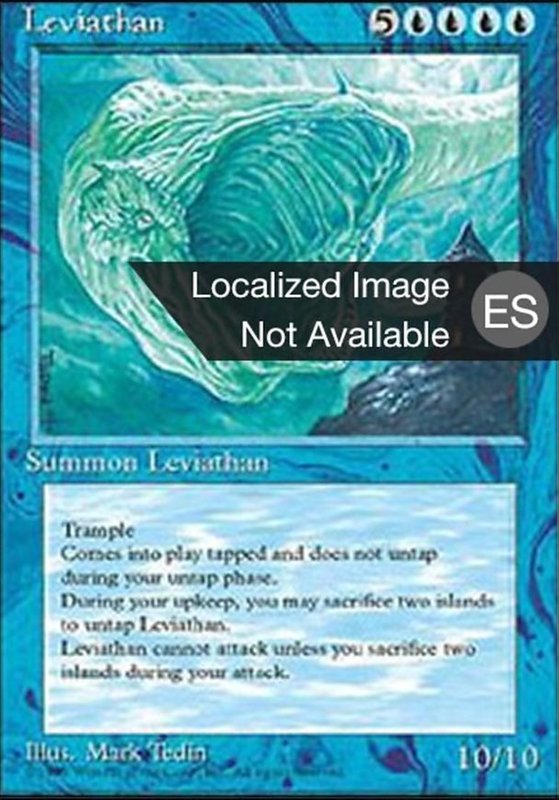 Leviathan 5
Localized Image
Not Available
ES
Summon Leviathan
Trample
Comes into play tapped and does not untap
during your untap phase.
During your upkeep, you may sacrifice two islands
to untap Leviathan.
Leviathan cannot attack unless you sacrifice two
islands during your attack.
Illus. Mark Tedin
10/10